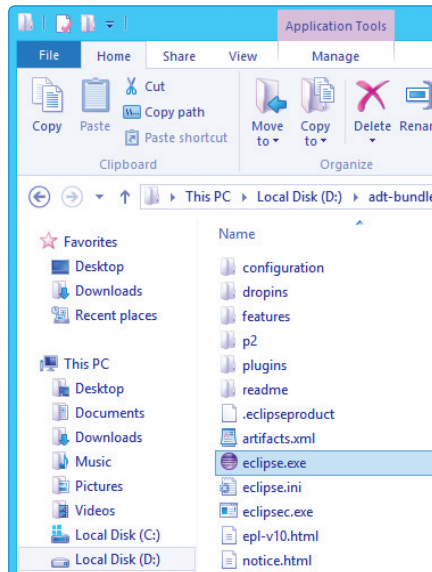 Application Tools
File Home Share View Manage
Copy Paste Cut
Copy path
Paste shortcut
Move to Copy to Delete Renam
Clipboard Organize
This PC Local Disk (D:) adt-bundle
Favorites
Desktop
Downloads
Recent places
This PC
Desktop
Documents
Downloads
Music
Pictures
Videos
Local Disk (C:)
Local Disk (D:)
Name
configuration
dropins
features
p2
plugins
readme
.eclipseproduct
artifacts.xml
eclipse.exe
eclipse.ini
eclipsec.exe
epl-v10.html
notice.html